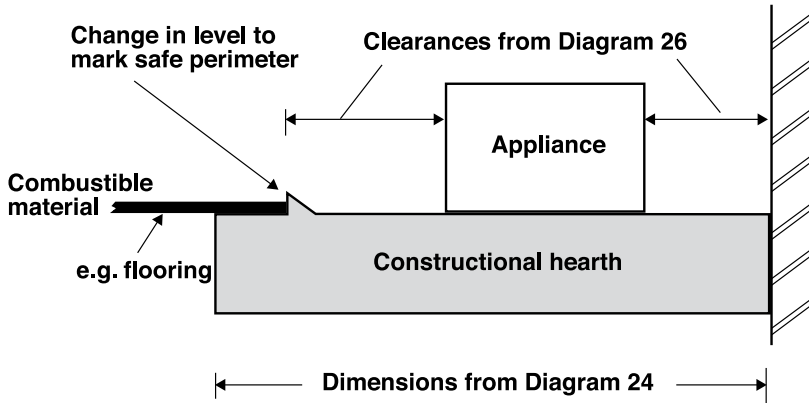 Change in level to
mark safe perimeter
Clearances from Diagram 26
Appliance
Combustible
material
e.g. flooring
Constructional hearth
Dimensions from Diagram 24